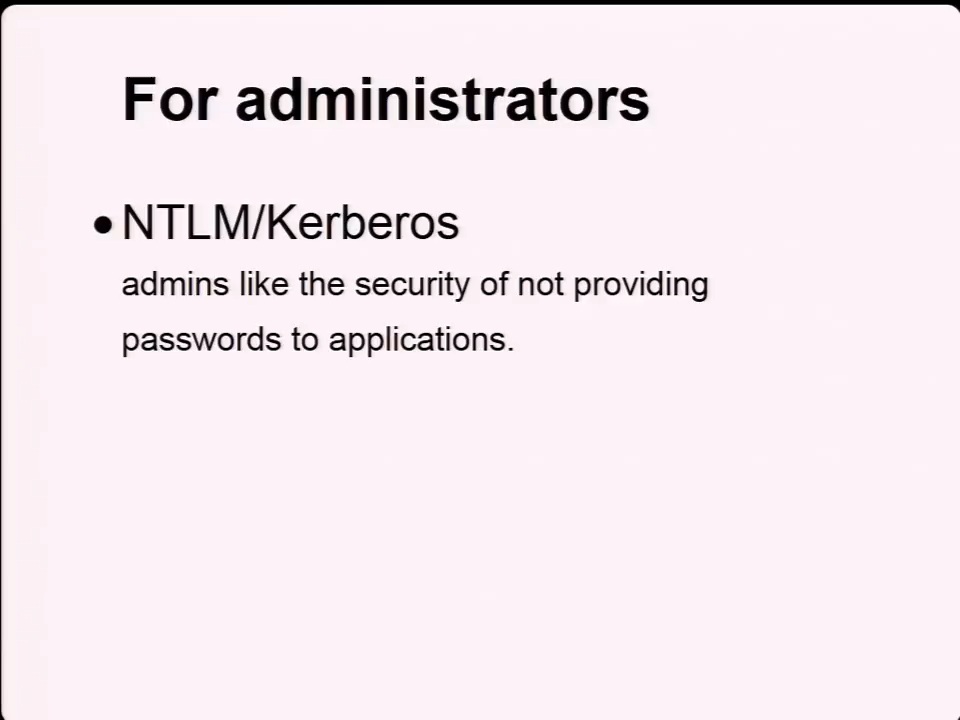 For administrators
• NTLM/Kerberos
admins like the security of not providing
passwords to applications.